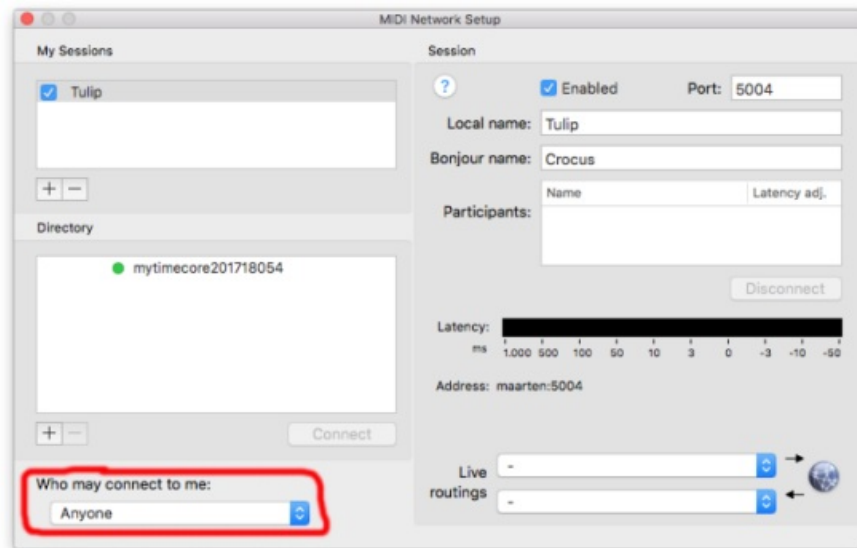 MIDI Network Setup
My Sessions
Tulip
+ −
Directory
mytimecore201718054
+ −
Connect
Who may connect to me:
Anyone
Session
?
Enabled
Port: 5004
Local name: Tulip
Bonjour name: Crocus
Participants:
Name Latency adj.
Disconnect
Latency:
ms 1.000 500 100 50 10 3 0 -3 -10 -50
Address: maarten:5004
Live
routings
-
-